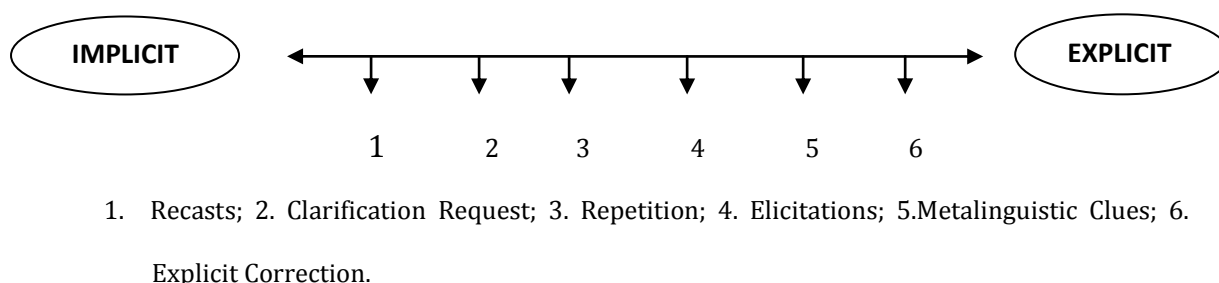 IMPLICIT EXPLICIT
1 2 3 4 5 6
1. Recasts; 2. Clarification Request; 3. Repetition; 4. Elicitations; 5.Metalinguistic Clues; 6.
Explicit Correction.